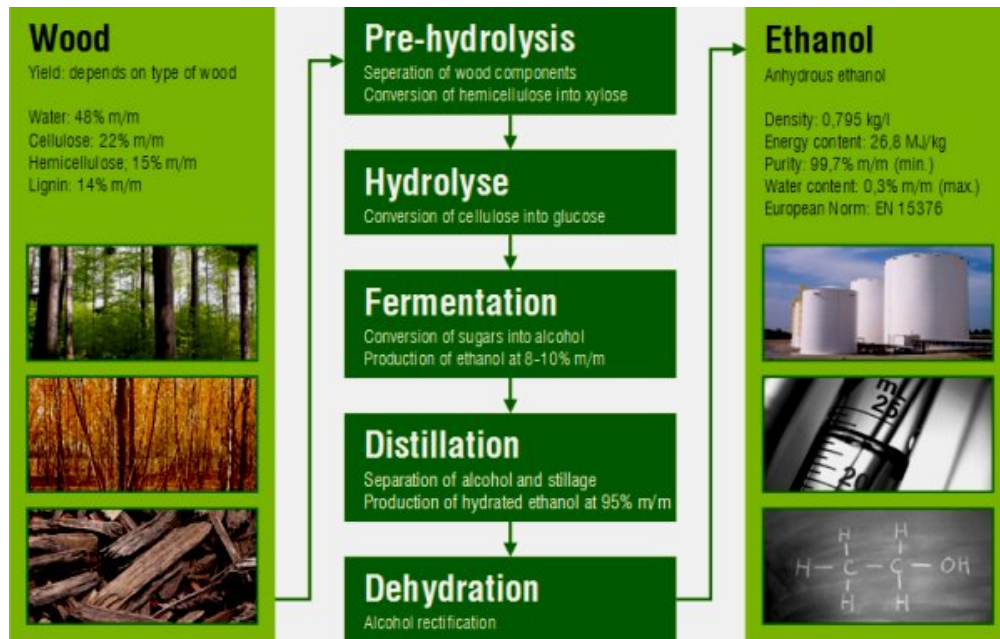 Wood
Yield: depends on type of wood
Water: 48% m/m
Cellulose: 22% m/m
Hemicellulose; 15% m/m
Lignin: 14% m/m
Pre-hydrolysis
Seperation of wood components
Conversion of hemicellulose into xylose
Hydrolyse
Conversion of cellulose into glucose
Fermentation
Conversion of sugars into alcohol
Production of ethanol at 8-10% m/m
Distillation
Separation of alcohol and stillage
Production of hydrated ethanol at 95% m/m
Dehydration
Alcohol rectification
Ethanol
Anhydrous ethanol
Density: 0,795 kg/l
Energy content: 26,8 MJ/kg
Purity: 99,7% m/m (min.)
Water content: 0,3% m/m (max.)
European Norm: EN 15376
m
25
20
H H
H – C – C – OH
H H